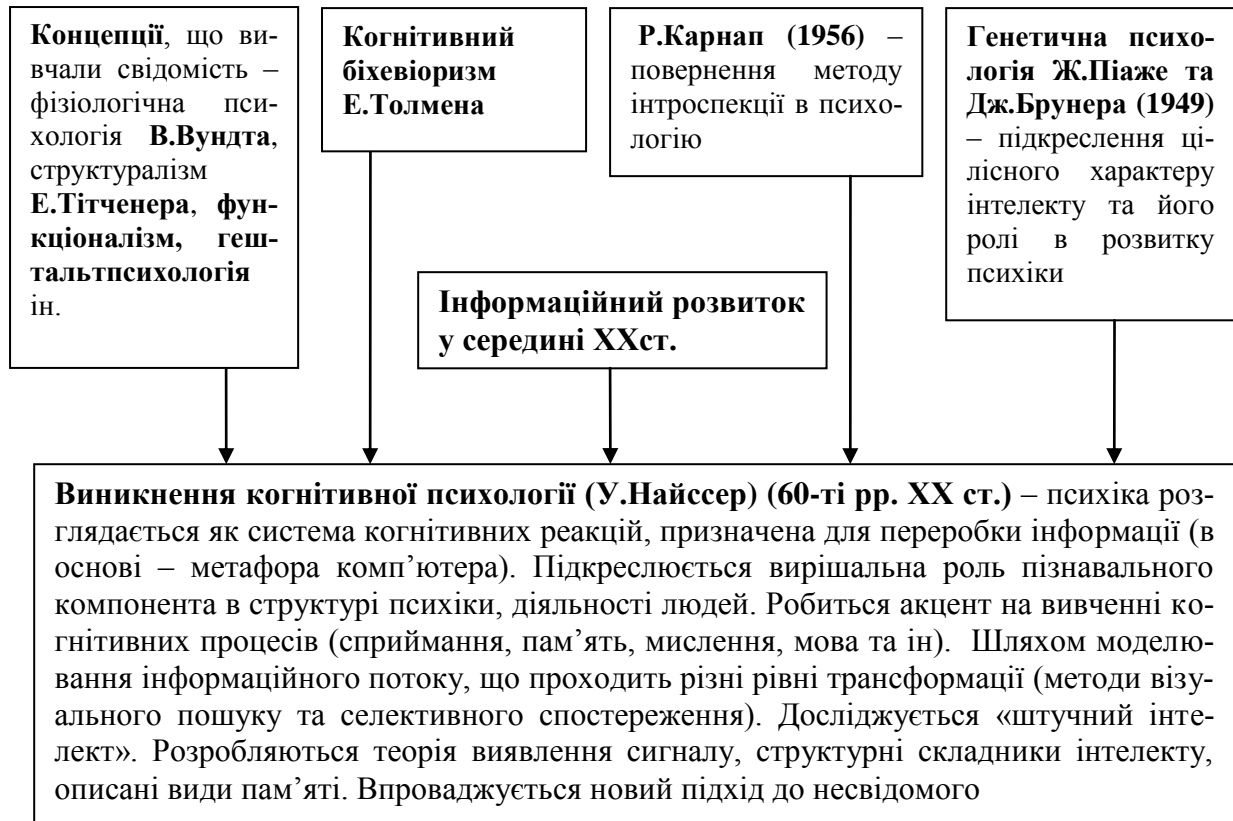 Концепції, що ви-
вчали свідомість –
фізіологічна пси-
хологія В.Вундта,
структуралізм
Е.Тітченера, фун-
кціоналізм, геш-
тальтпсихологія
ін.
Когнітивний
біхевіоризм
Е.Толмена
Р.Карнап (1956) –
повернення методу
інтроспекції в психо-
логію
Генетична психо-
логія Ж.Піаже та
Дж.Брунера (1949)
– підкреслення ці-
лісного характеру
інтелекту та його
ролі в розвитку
психіки
Інформаційний розвиток
у середині ХХст.
Виникнення когнітивної психології (У.Найссер) (60-ті рр. ХХ ст.) – психіка роз-
глядається як система когнітивних реакцій, призначена для переробки інформації (в
основі – метафора комп’ютера). Підкреслюється вирішальна роль пізнавального
компонента в структурі психіки, діяльності людей. Робиться акцент на вивченні ко-
гнітивних процесів (сприймання, пам’ять, мислення, мова та ін). Шляхом моделю-
вання інформаційного потоку, що проходить різні рівні трансформації (методи візу-
ального пошуку та селективного спостереження). Досліджується «штучний інте-
лект». Розробляються теорія виявлення сигналу, структурні складники інтелекту,
описані види пам’яті. Впроваджується новий підхід до несвідомого